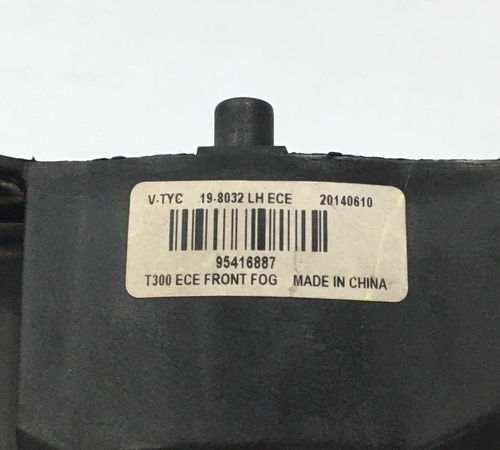 V-TYC 19-8032 LH ECE 20140610
95416887
T300 ECE FRONT FOG MADE IN CHINA